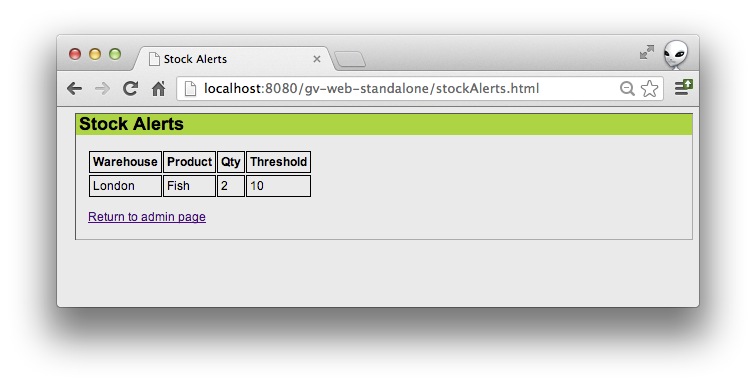 Stock Alerts
localhost:8080/gv-web-standalone/stockAlerts.html
Stock Alerts
Warehouse Product Qty Threshold
London Fish 2 10
Return to admin page